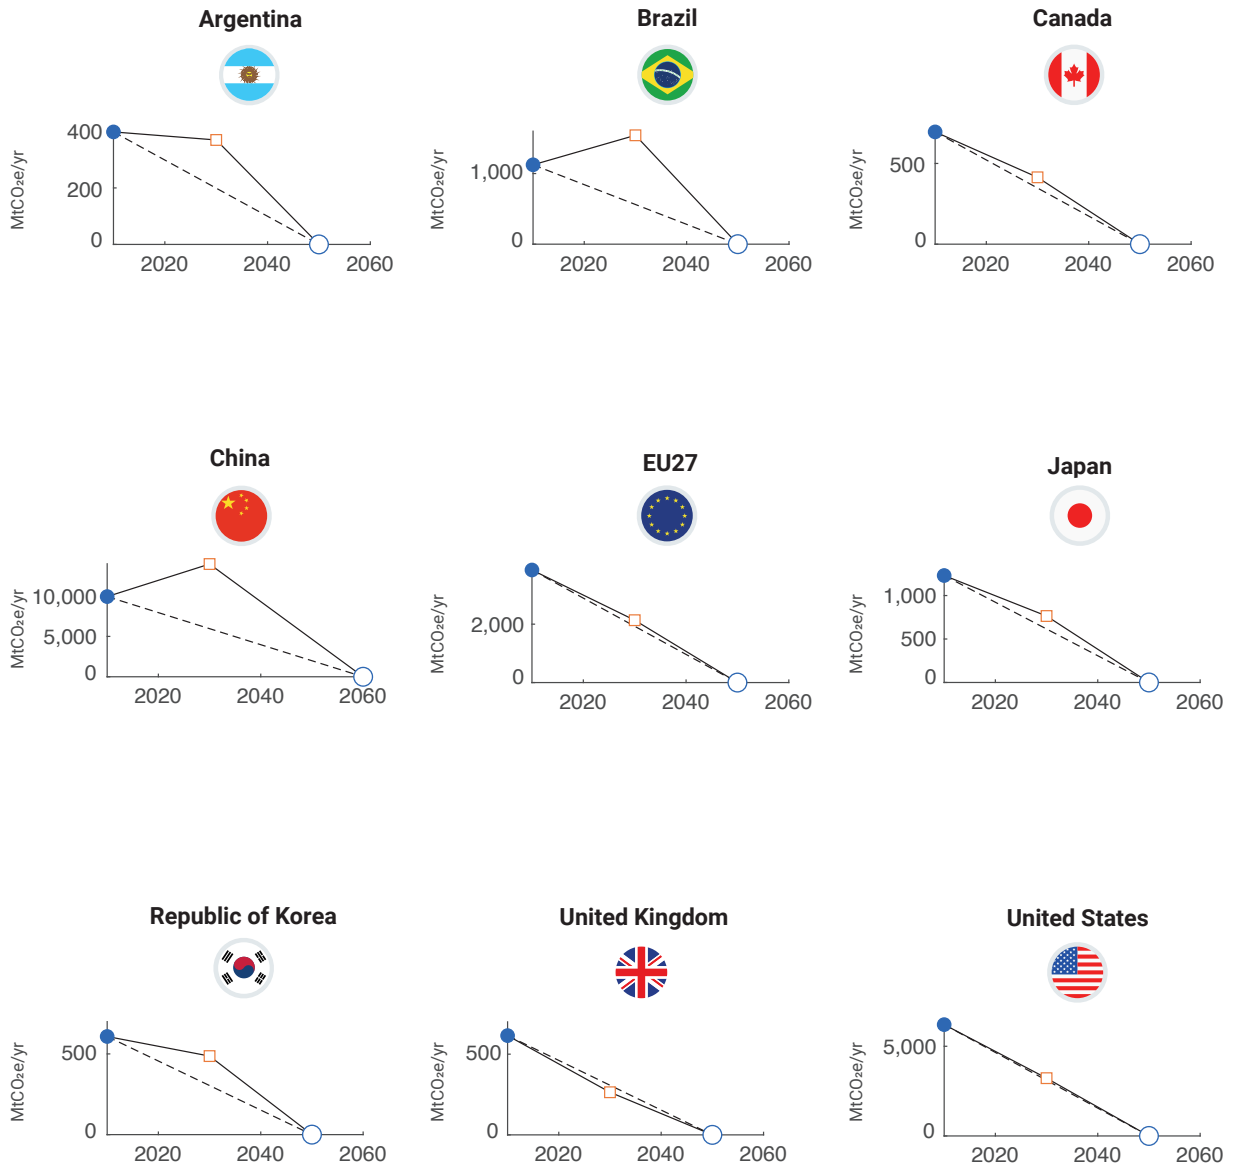 Argentina
MtCO₂e/yr
400
200
0
2020 2040 2060
Brazil
MtCO₂e/yr
1,000
0
2020 2040 2060
Canada
MtCO₂e/yr
500
0
2020 2040 2060
China
MtCO₂e/yr
10,000
5,000
0
2020 2040 2060
EU27
MtCO₂e/yr
2,000
0
2020 2040 2060
Japan
MtCO₂e/yr
1,000
500
0
2020 2040 2060
Republic of Korea
MtCO₂e/yr
500
0
2020 2040 2060
United Kingdom
MtCO₂e/yr
500
0
2020 2040 2060
United States
MtCO₂e/yr
5,000
0
2020 2040 2060